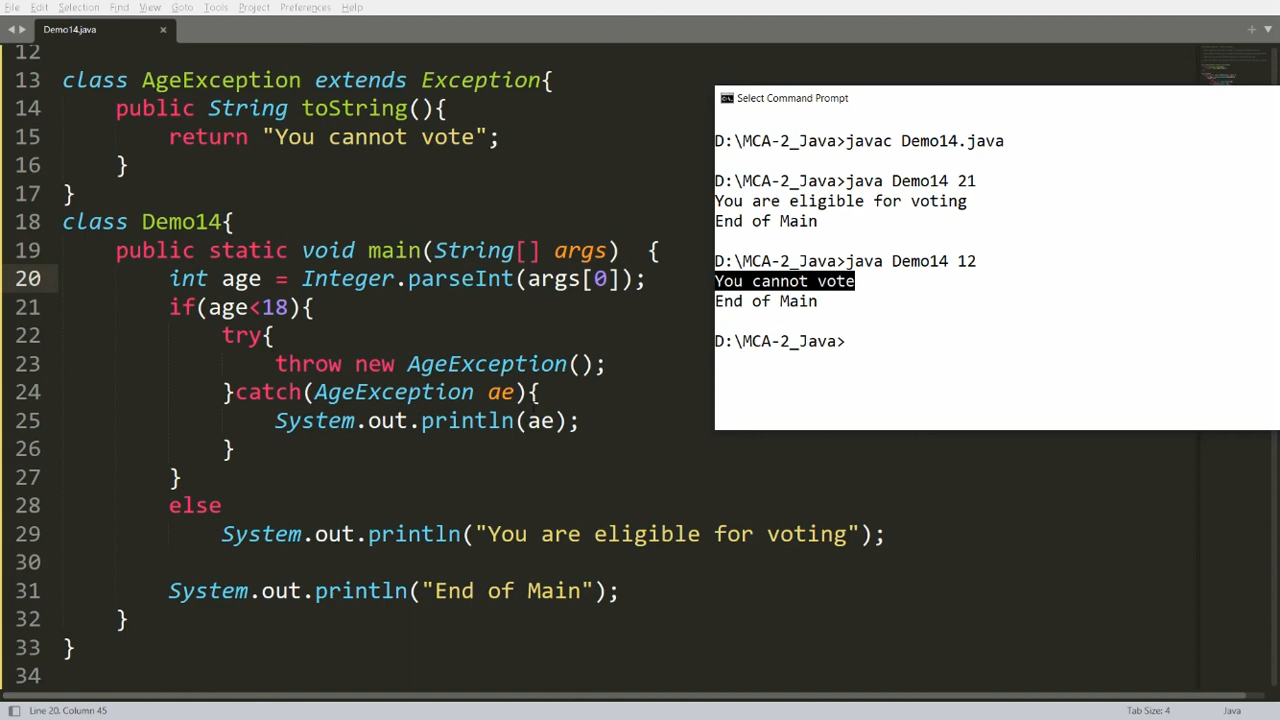 File Edit Selection Find View Goto Tools Project Preferences Help
Demo14.java
12
13 class AgeException extends Exception{
14 public String toString(){
15 return "You cannot vote";
16 }
17 }
18 class Demo14{
19 public static void main(String[] args)  {
20 int age = Integer.parseInt(args[0]);
21 if(age<18){
22 try{
23 throw new AgeException();
24 }catch(AgeException ae){
25 System.out.println(ae);
26 }
27 }
28 else
29 System.out.println("You are eligible for voting");
30
31 System.out.println("End of Main");
32 }
33 }
34
Select Command Prompt
D:\MCA-2_Java>javac Demo14.java
D:\MCA-2_Java>java Demo14 21
You are eligible for voting
End of Main
D:\MCA-2_Java>java Demo14 12
You cannot vote
End of Main
D:\MCA-2_Java>
Line 20, Column 45
Tab Size: 4
Java